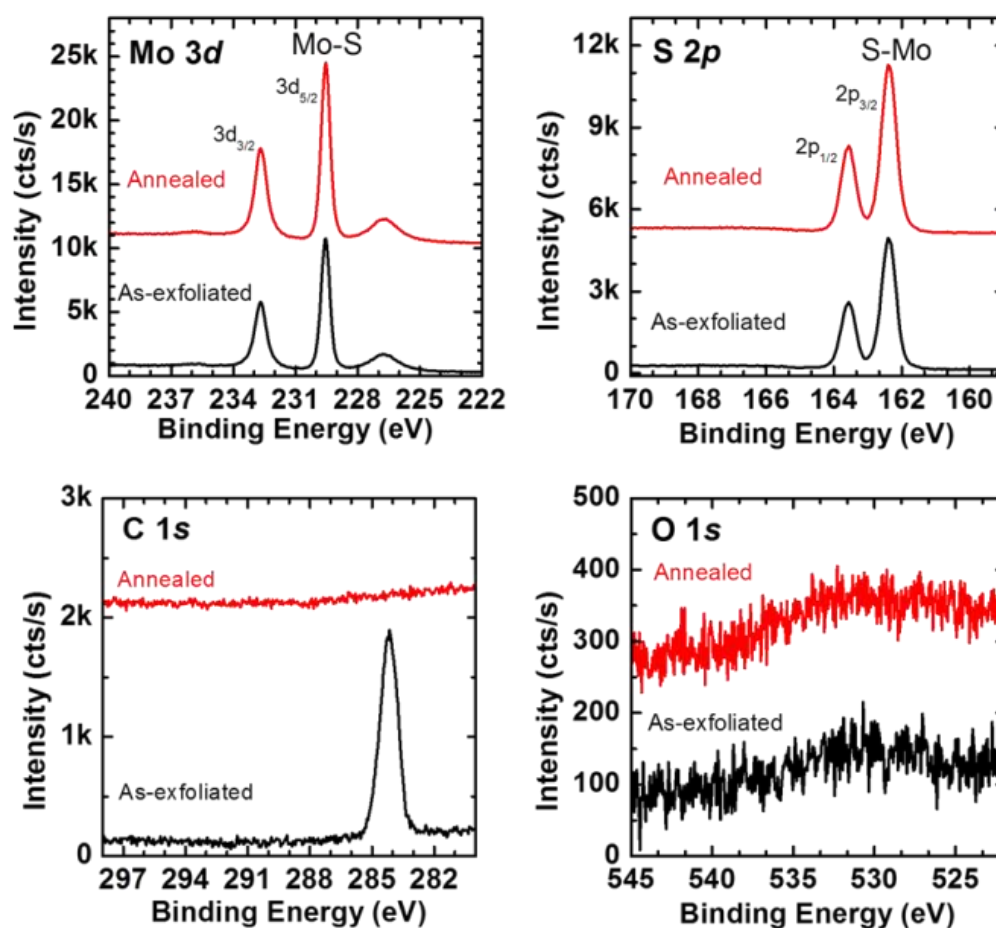 Mo 3d
Mo-S
3d5/2
3d3/2
Annealed
As-exfoliated
25k
20k
15k
10k
5k
0
240 237 234 231 228 225 222
Binding Energy (eV)
Intensity (cts/s)
S 2p
S-Mo
2p3/2
2p1/2
Annealed
As-exfoliated
12k
9k
6k
3k
0
170 168 166 164 162 160
Binding Energy (eV)
Intensity (cts/s)
C 1s
Annealed
As-exfoliated
3k
2k
1k
0
297 294 291 288 284 282
Binding Energy (eV)
Intensity (cts/s)
O 1s
Annealed
As-exfoliated
500
400
300
200
100
0
545 540 535 530 525
Binding Energy (eV)
Intensity (cts/s)